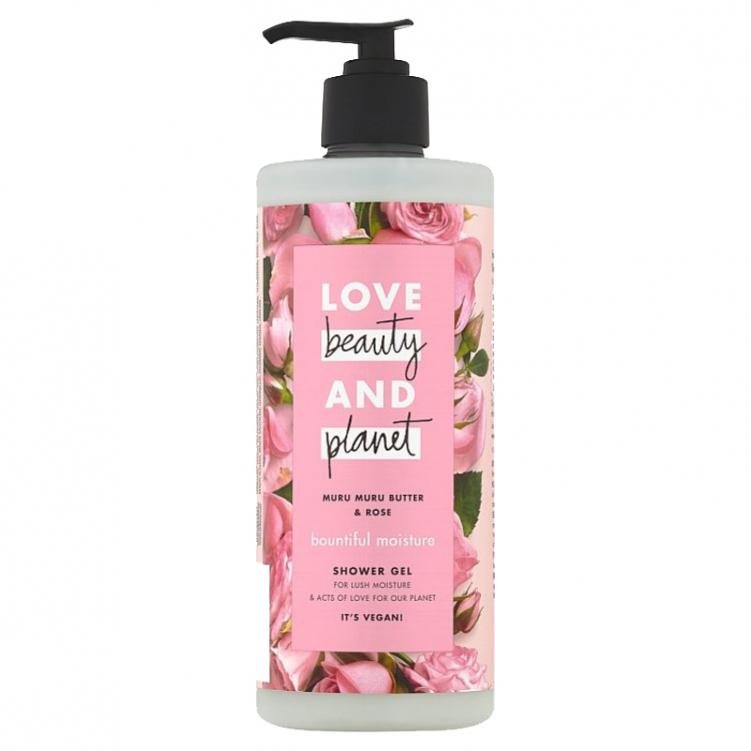 LOVE
beauty
AND
planet
MURU MURU BUTTER
& ROSE
bountiful moisture
SHOWER GEL
FOR LUSH MOISTURE
& ACTS OF LOVE FOR OUR PLANET
IT'S VEGAN!